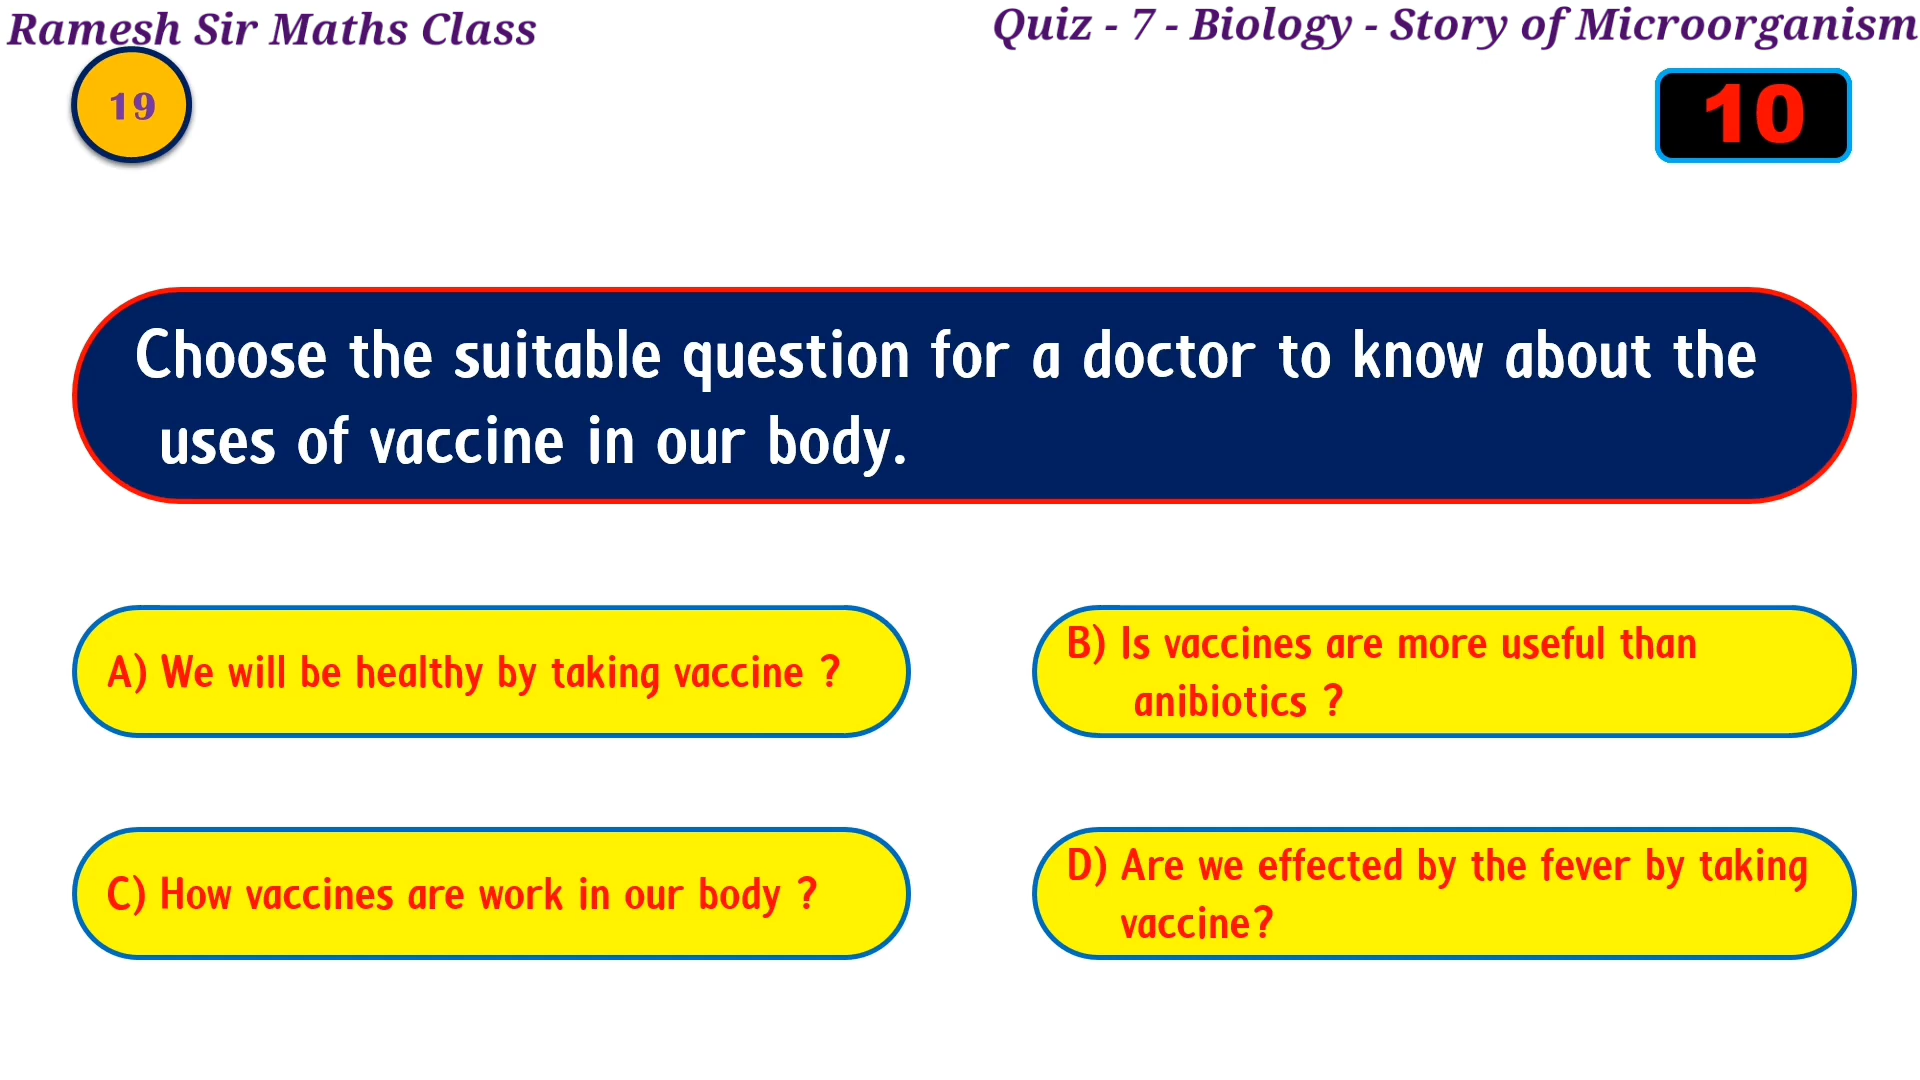 Ramesh Sir Maths Class
Quiz - 7 - Biology - Story of Microorganism
19
10
Choose the suitable question for a doctor to know about the
uses of vaccine in our body.
A) We will be healthy by taking vaccine ?
B) Is vaccines are more useful than
anibiotics ?
C) How vaccines are work in our body ?
D) Are we effected by the fever by taking
vaccine?